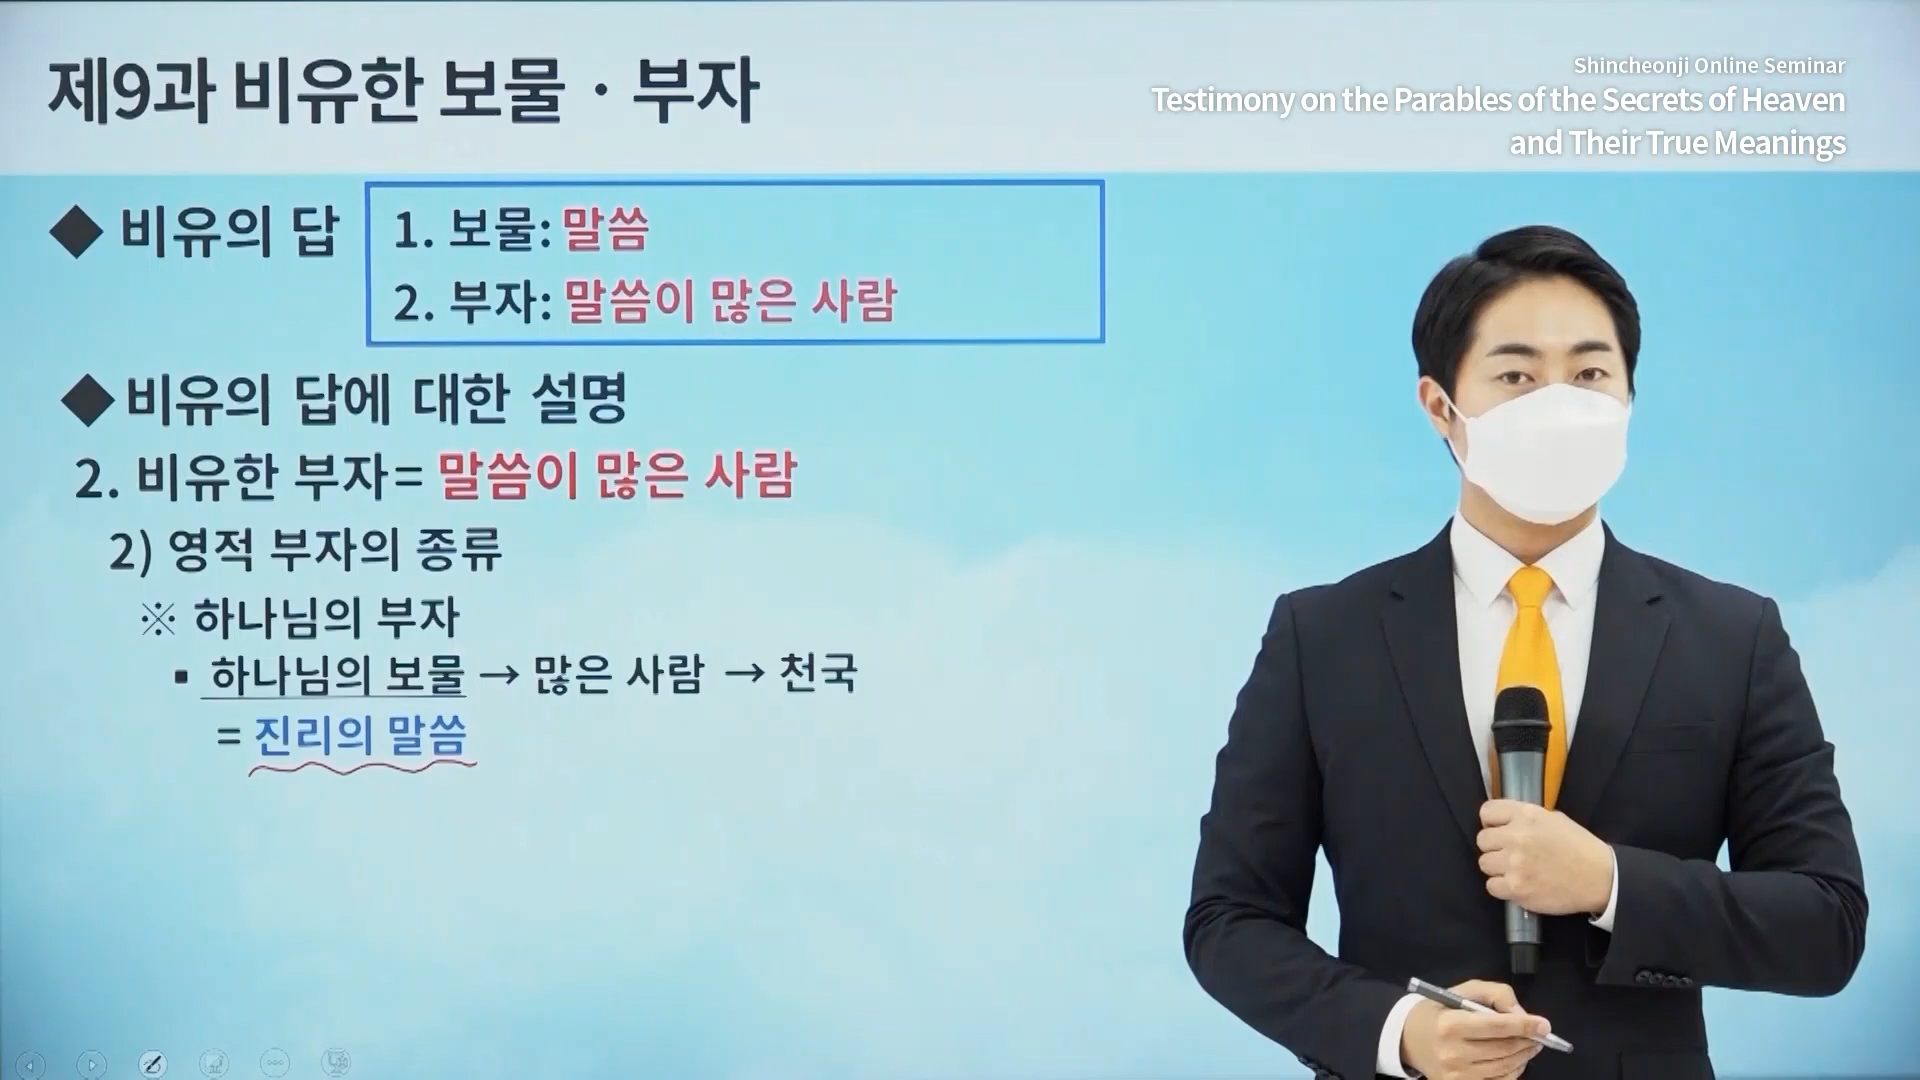 제9과 비유한 보물 · 부자
Shincheonji Online Seminar
Testimony on the Parables of the Secrets of Heaven
and Their True Meanings
◆ 비유의 답
1. 보물: 말씀
2. 부자: 말씀이 많은 사람
◆ 비유의 답에 대한 설명
2. 비유한 부자= 말씀이 많은 사람
2) 영적 부자의 종류
※ 하나님의 부자
▪ 하나님의 보물 → 많은 사람 → 천국
= 진리의 말씀